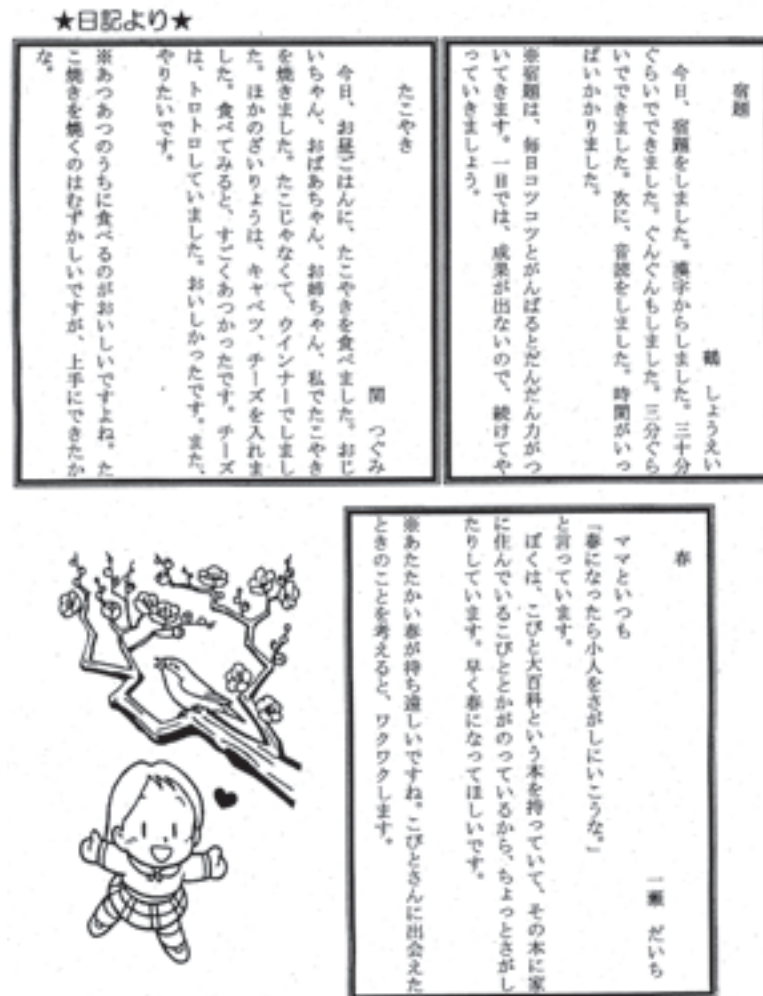 ★日記より★
宿題
鶴 しょうえい
今日、宿題をしました。漢字からしました。三十分
ぐらいでできました。ぐんぐんもしました。三分ぐら
いでできました。次に、音読をしました。時間がいっ
ぱいかかりました。
※宿題は、毎日コツコツとがんばるとだんだん力がつ
いてきます。一日では、成果が出ないので、続けてや
っていきましょう。
たこやき
関 つぐみ
今日、お昼ごはんに、たこやきを食べました。おじ
いちゃん、おばあちゃん、お姉ちゃん、私でたこやき
を焼きました。たこじゃなくて、ウインナーでしまし
た。ほかのざいりょうは、キャベツ、チーズを入れま
した。食べてみると、すごくあつかったです。チーズ
は、トロトロしていました。おいしかったです。また、
やりたいです。
※あつあつのうちに食べるのがおいしいですよね。た
こ焼きを焼くのはむずかしいですが、上手にできたか
な。
春
一瀬 だいち
ママといつも
「春になったら小人をさがしにいこうな。」
と言っています。
ぼくは、こびと大百科という本を持っていて、その本に家
に住んでいるこびととかがのっているから、ちょっとさがし
たりしています。早く春になってほしいです。
※あたたかい春が待ち遠しいですね。こびとさんに出会えた
ときのことを考えると、ワクワクします。